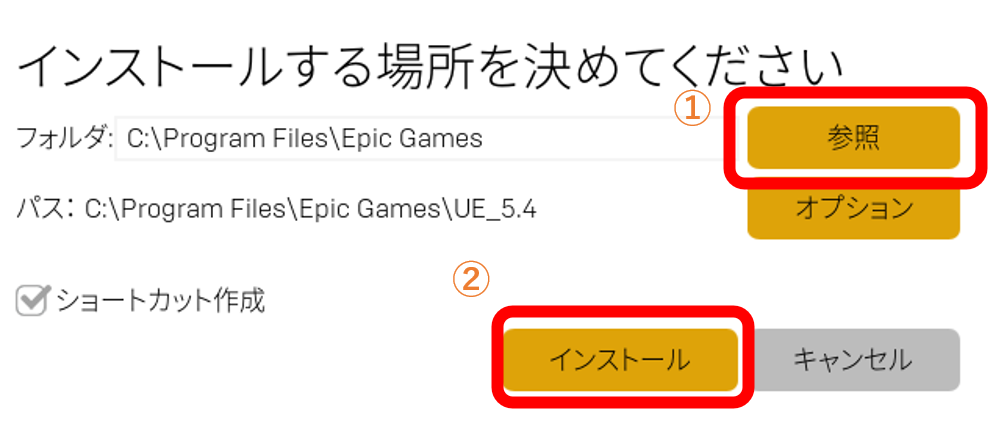 インストールする場所を決めてください
①
フォルダ: C:\Program Files\Epic Games 参照
パス: C:\Program Files\Epic Games\UE_5.4 オプション
②
ショートカット作成
インストール キャンセル